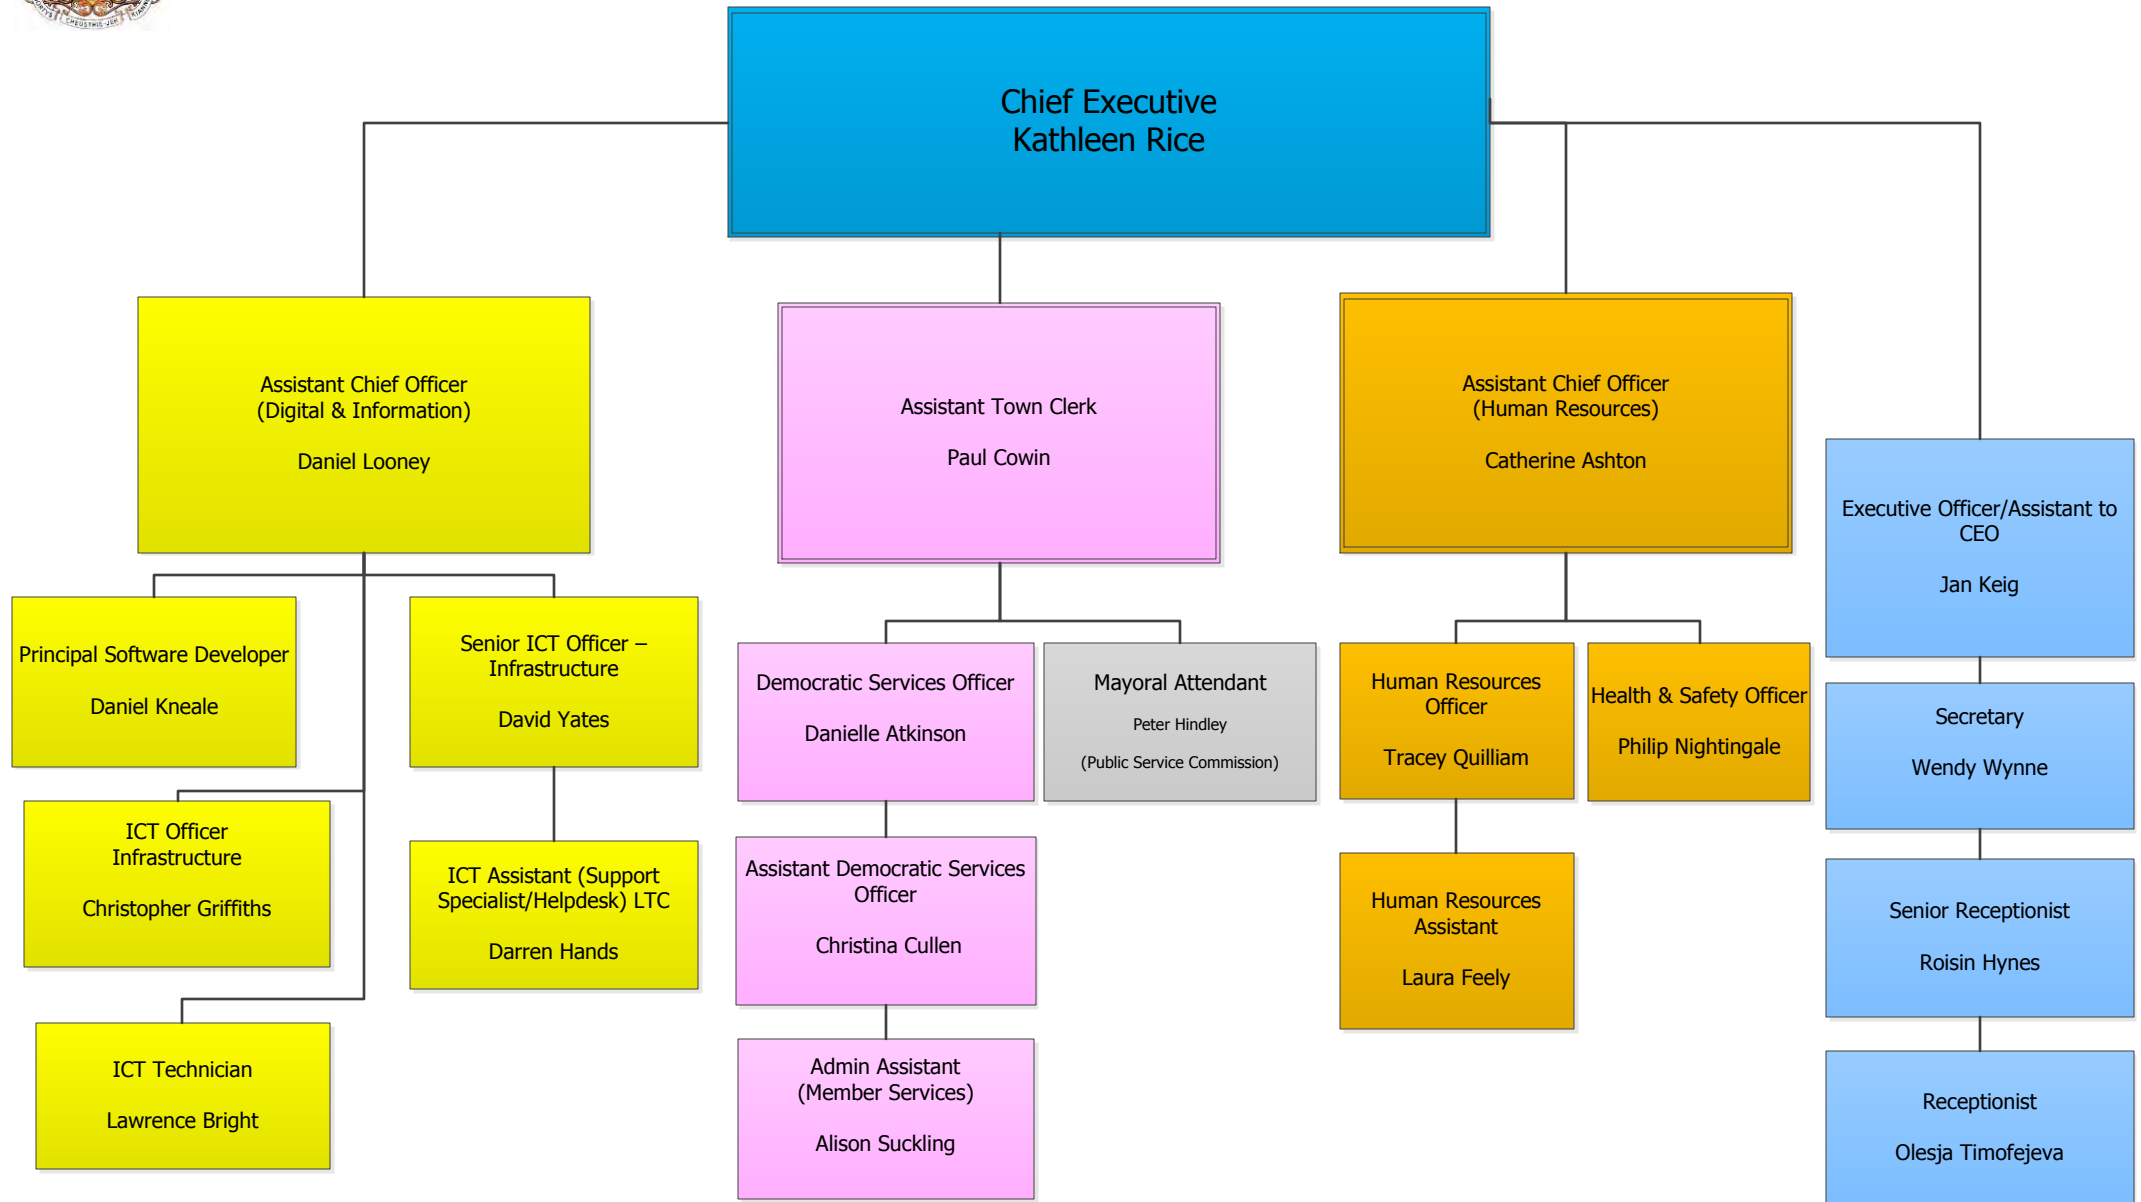 CHEUSTHIE-JEH
Chief Executive
Kathleen Rice
Assistant Chief Officer
(Digital & Information)
Daniel Looney
Assistant Town Clerk
Paul Cowin
Assistant Chief Officer
(Human Resources)
Catherine Ashton
Executive Officer/Assistant to
CEO
Jan Keig
Principal Software Developer
Daniel Kneale
Senior ICT Officer –
Infrastructure
David Yates
Democratic Services Officer
Danielle Atkinson
Mayoral Attendant
Peter Hindley
(Public Service Commission)
Human Resources
Officer
Tracey Quilliam
Health & Safety Officer
Philip Nightingale
Secretary
Wendy Wynne
ICT Officer
Infrastructure
Christopher Griffiths
ICT Assistant (Support
Specialist/Helpdesk) LTC
Darren Hands
Assistant Democratic Services
Officer
Christina Cullen
Human Resources
Assistant
Laura Feely
Senior Receptionist
Roisin Hynes
ICT Technician
Lawrence Bright
Admin Assistant
(Member Services)
Alison Suckling
Receptionist
Olesja Timofejeva